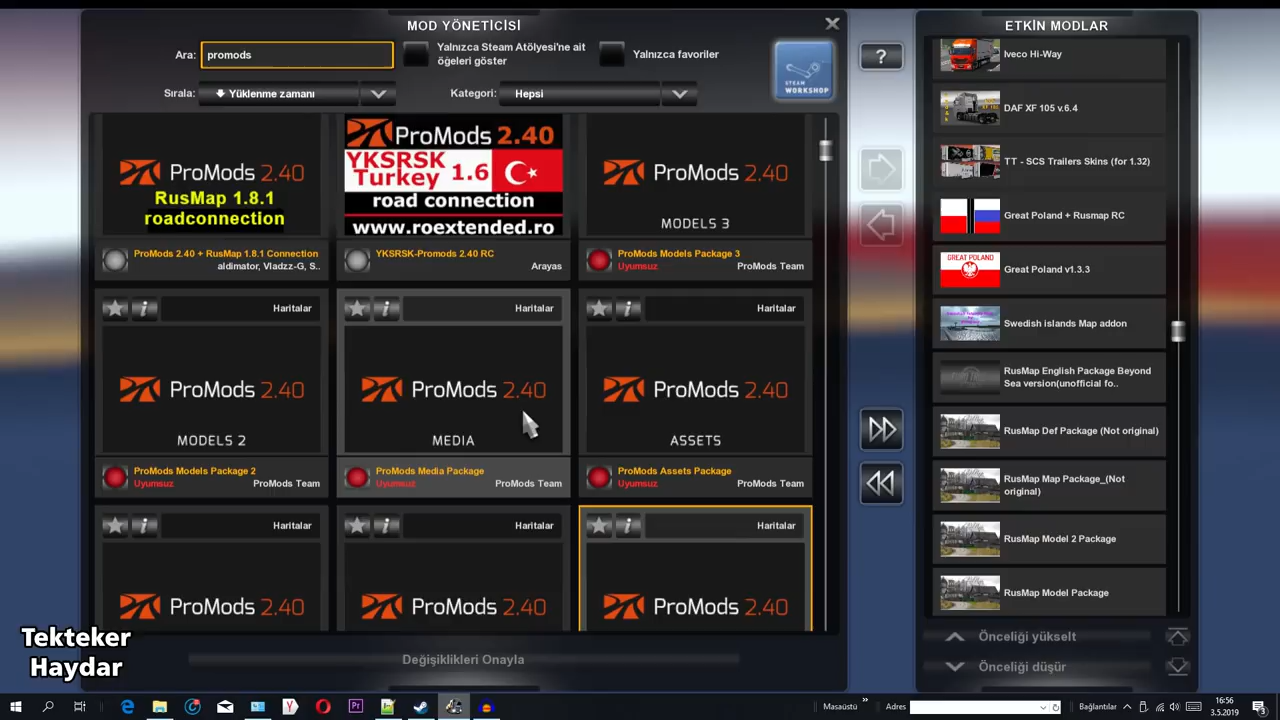 MOD YÖNETİCİSİ
Ara:
promods
Yalnızca Steam Atölyesi'ne ait
öğeleri göster
Yalnızca favoriler
STEAM
WORKSHOP
Sırala:
Yüklenme zamanı
Kategori:
Hepsi
ProMods 2.40
RusMap 1.8.1
roadconnection
ProMods 2.40
YKSRSK
Turkey 1.6
road connection
www.roextended.ro
ProMods 2.40
MODELS 3
ProMods 2.40 + RusMap 1.8.1 Connection
aldimator, Vladzz-G, S..
YKSRSK-Promods 2.40 RC
Arayas
ProMods Models Package 3
Uyumsuz
ProMods Team
Haritalar
Haritalar
Haritalar
ProMods 2.40
MODELS 2
ProMods 2.40
MEDIA
ProMods 2.40
ASSETS
ProMods Models Package 2
Uyumsuz
ProMods Team
ProMods Media Package
Uyumsuz
ProMods Team
ProMods Assets Package
Uyumsuz
ProMods Team
Haritalar
Haritalar
Haritalar
ProMods 2.40
ProMods 2.40
ProMods 2.40
Değişiklikleri Onayla
?
ETKİN MODLAR
Iveco Hi-Way
DAF XF 105 v.6.4
TT - SCS Trailers Skins (for 1.32)
Great Poland + Rusmap RC
GREAT POLAND
Great Poland v1.3.3
Swedish islands Map addon
RusMap English Package Beyond
Sea version(unofficial fo..
RusMap Def Package (Not original)
RusMap Map Package_(Not
original)
RusMap Model 2 Package
RusMap Model Package
Önceliği yükselt
Önceliği düşür
Tekteker
Haydar
Masaüstü
Adres
Bağlantılar
16:56
3.5.2019